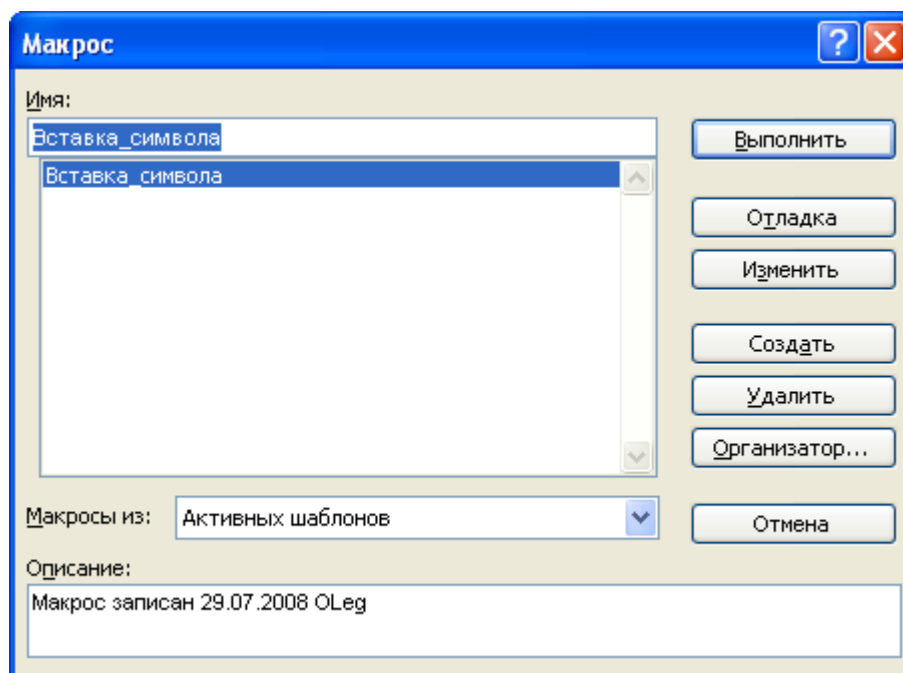 Макрос
Имя:
Вставка_символа
Выполнить
Вставка_символа
Отладка
Изменить
Создать
Удалить
Организатор...
Макросы из:
Активных шаблонов
Отмена
Описание:
Макрос записан 29.07.2008 OLeg